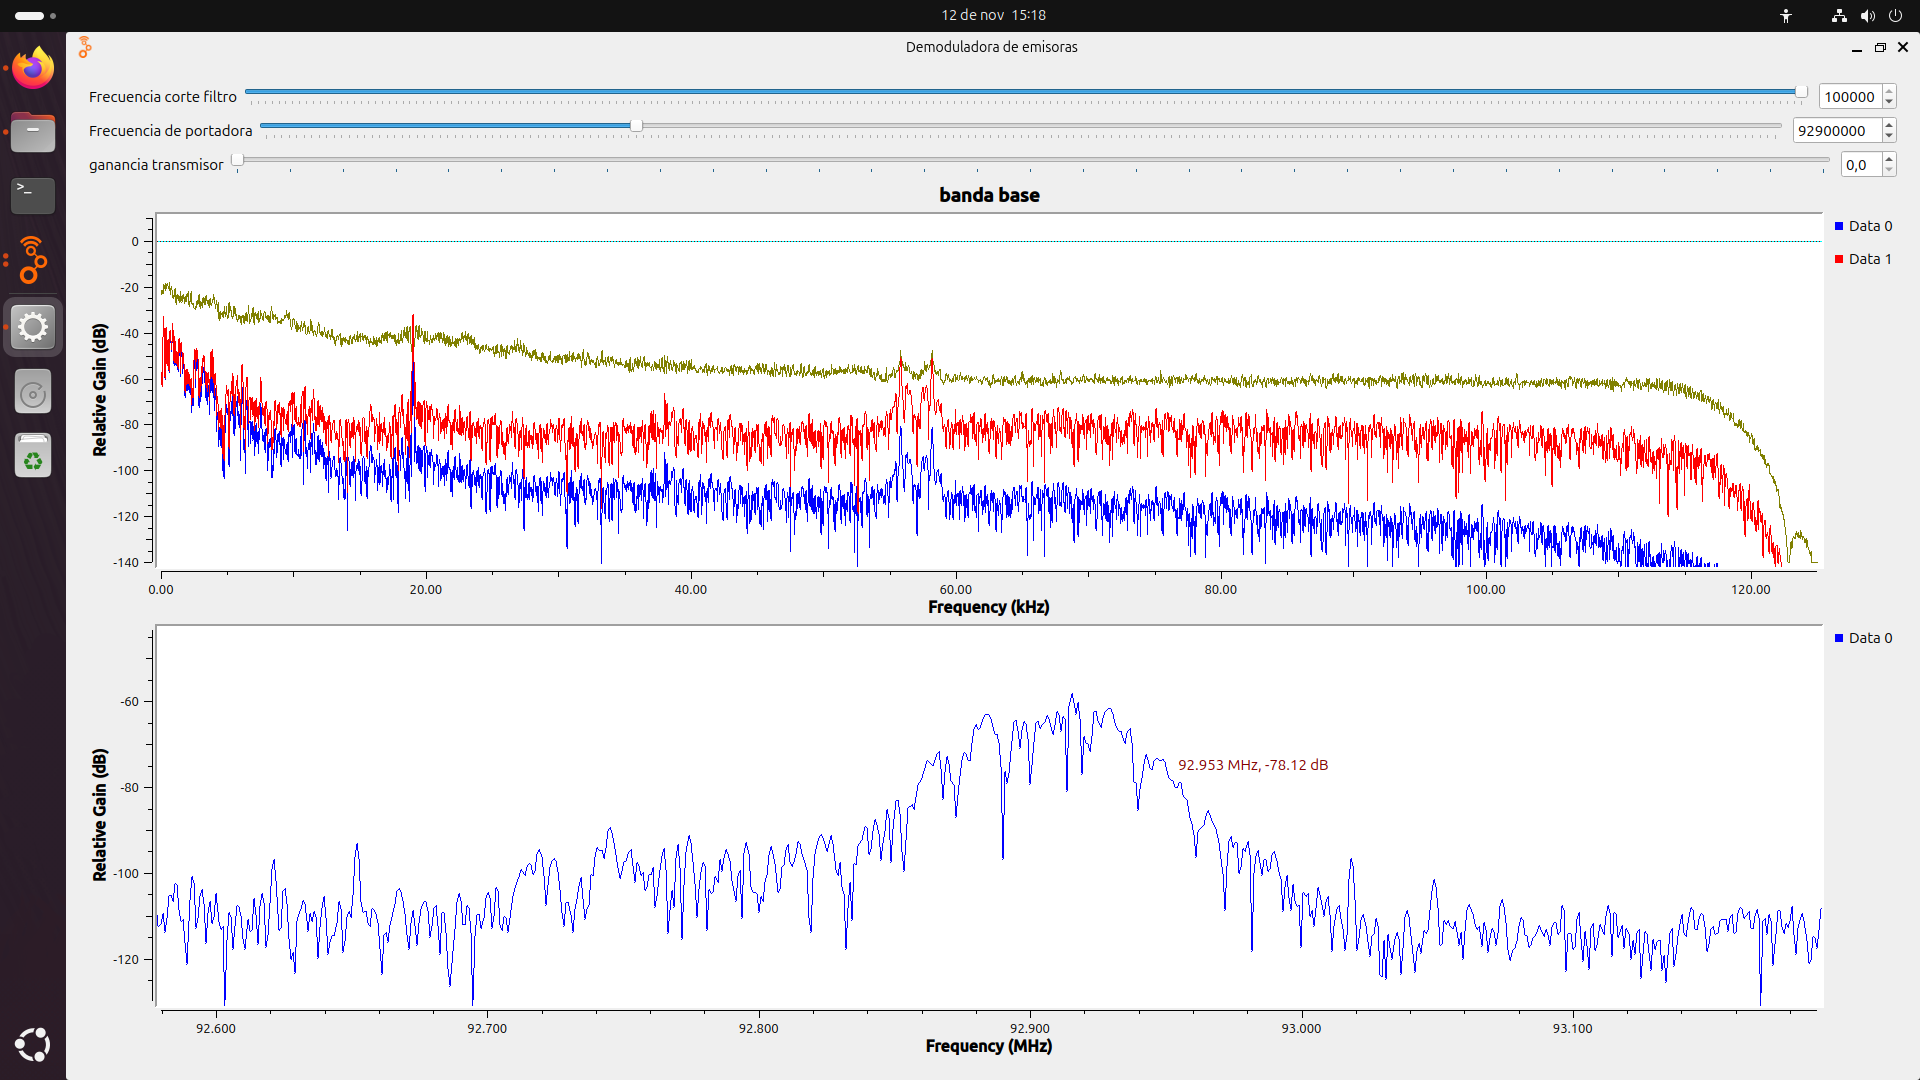 12 de nov 15:18
Demoduladora de emisoras
Frecuencia corte filtro 100000
Frecuencia de portadora 92900000
ganancia transmisor 0,0
banda base
Data 0
Data 1
Relative Gain (dB)
0
-20
-40
-60
-80
-100
-120
-140
0.00 20.00 40.00 60.00 80.00 100.00 120.00
Frequency (kHz)
Data 0
Relative Gain (dB)
-60
-80
-100
-120
92.953 MHz, -78.12 dB
92.600 92.700 92.800 92.900 93.000 93.100
Frequency (MHz)